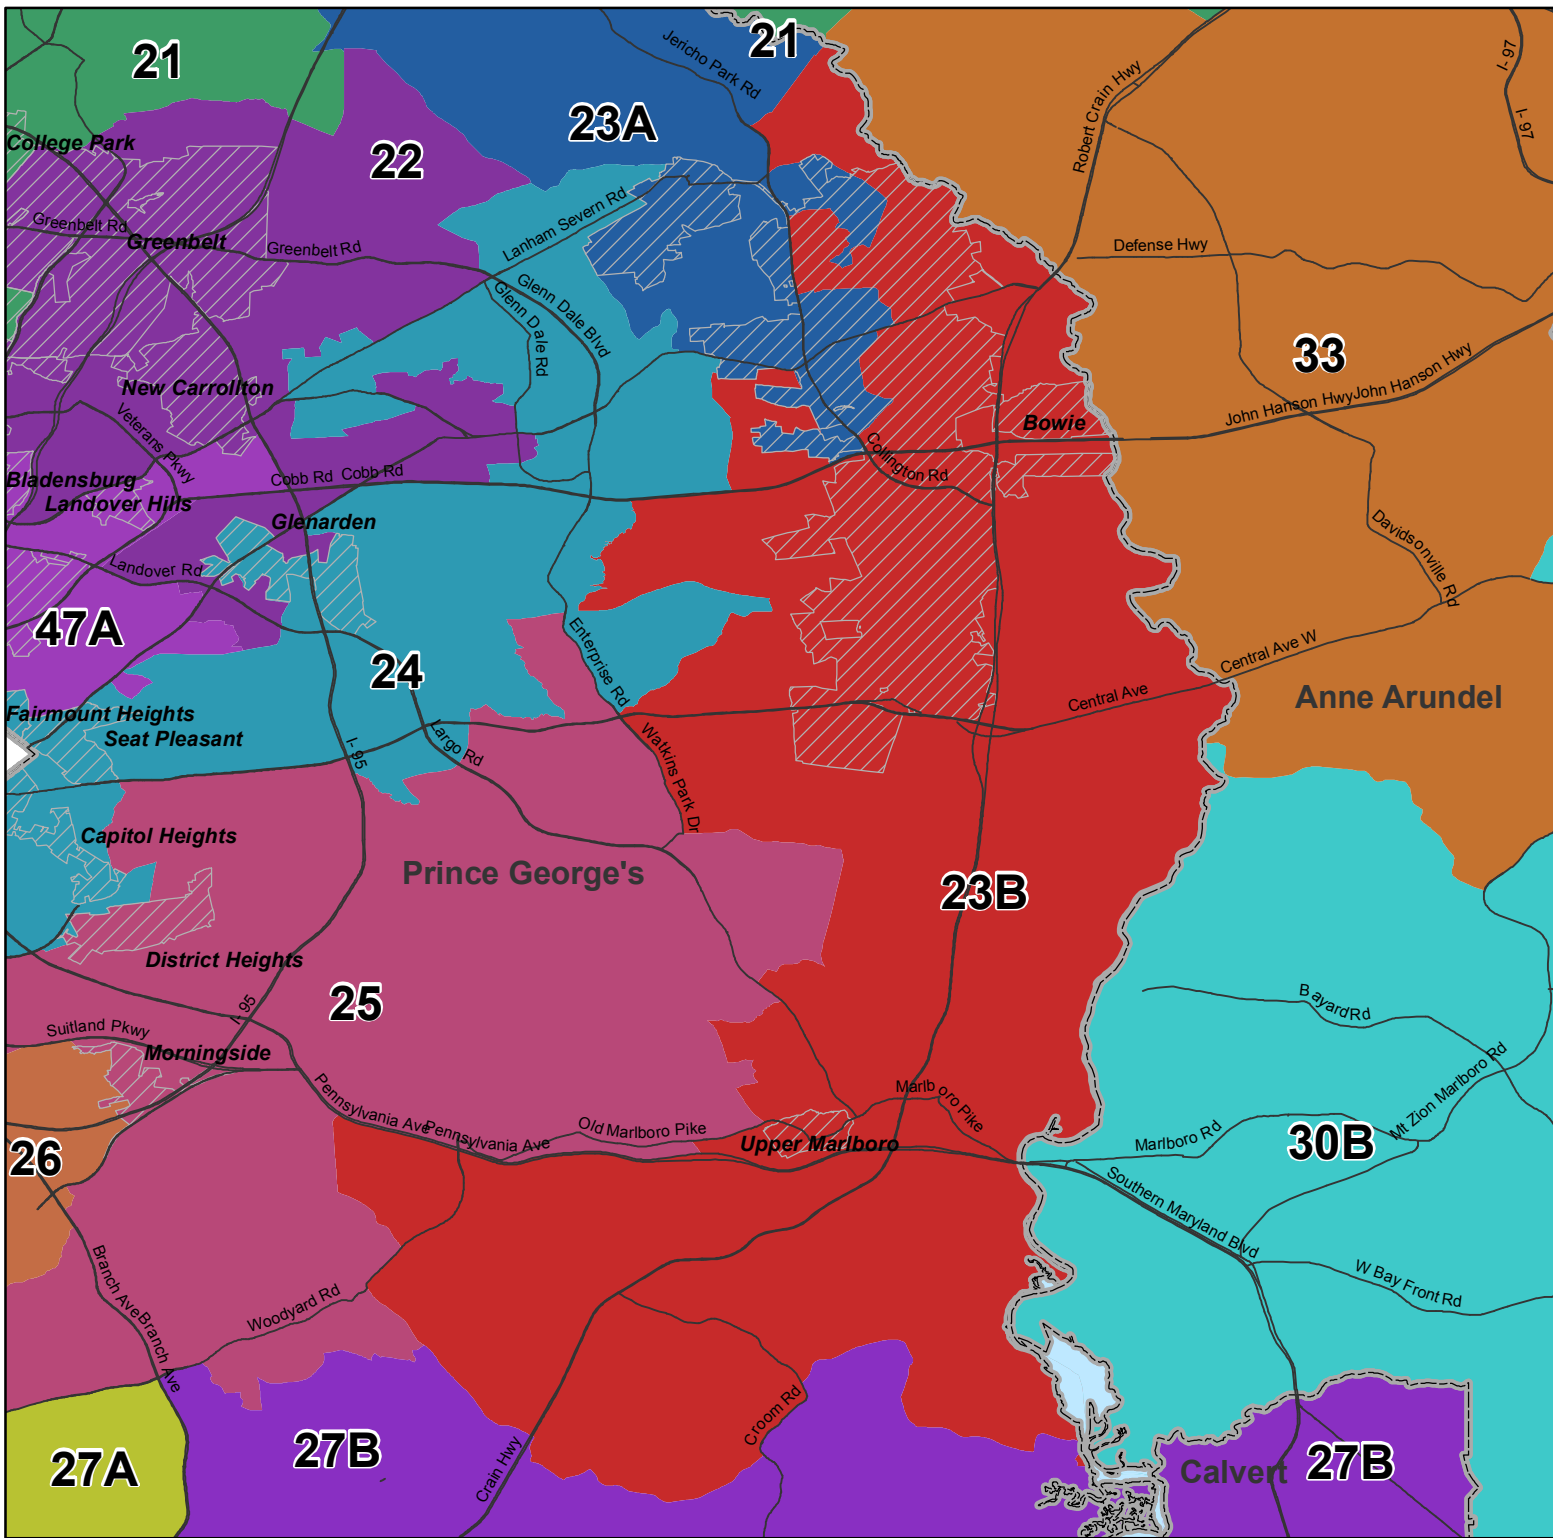 21
21
I- 97
I- 97
Jericho Park Rd
Robert Crain Hwy
23A
College Park
22
Lanham Severn Rd
Greenbelt Rd
Greenbelt
Greenbelt Rd
Defense Hwy
Glenn Dale Blvd
Glenn Dale Rd
33
John Hanson Hwy
John Hanson Hwy
New Carrollton
Veterans Pkwy
Bowie
Collington Rd
Bladensburg
Cobb Rd
Cobb Rd
Landover Hills
Glenarden
Davidsonville Rd
Landover Rd
47A
Enterprise Rd
24
Central Ave W
Central Ave
Anne Arundel
Fairmount Heights
Seat Pleasant
I- 95
Largo Rd
Watkins Park Dr
Capitol Heights
Prince George's
23B
District Heights
25
I- 95
Bayard Rd
Suitland Pkwy
Morningside
Mt Zion Marlboro Rd
Pennsylvania Ave
Pennsylvania Ave
Old Marlboro Pike
Marlboro Pike
Upper Marlboro
Marlboro Rd
30B
26
Southern Maryland Blvd
Branch Ave
Branch Ave
Woodyard Rd
W Bay Front Rd
Croom Rd
27A
27B
Crain Hwy
Calvert
27B